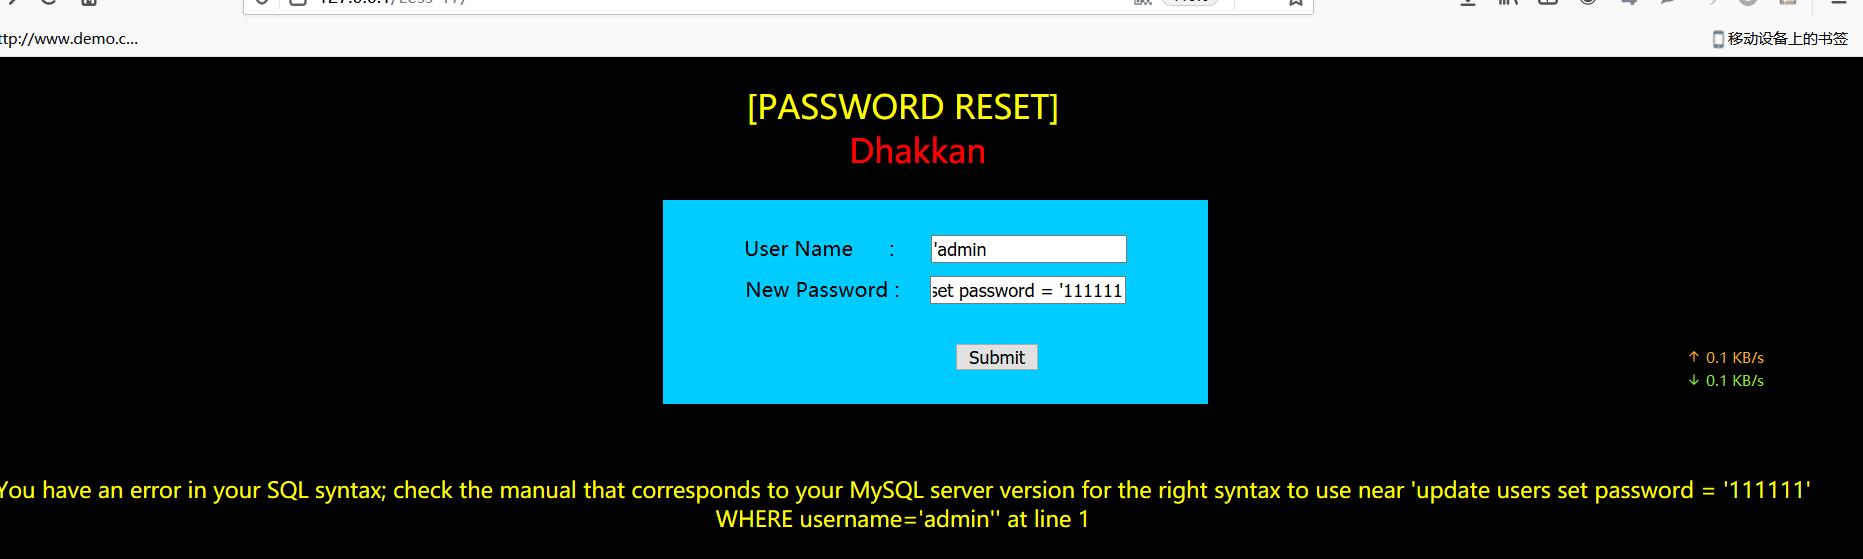 ttp://www.demo.c...
移动设备上的书签
[PASSWORD RESET]
Dhakkan
User Name : 'admin
New Password : set password = '111111
Submit
↑ 0.1 KB/s
↓ 0.1 KB/s
You have an error in your SQL syntax; check the manual that corresponds to your MySQL server version for the right syntax to use near 'update users set password = '111111'
WHERE username='admin'' at line 1